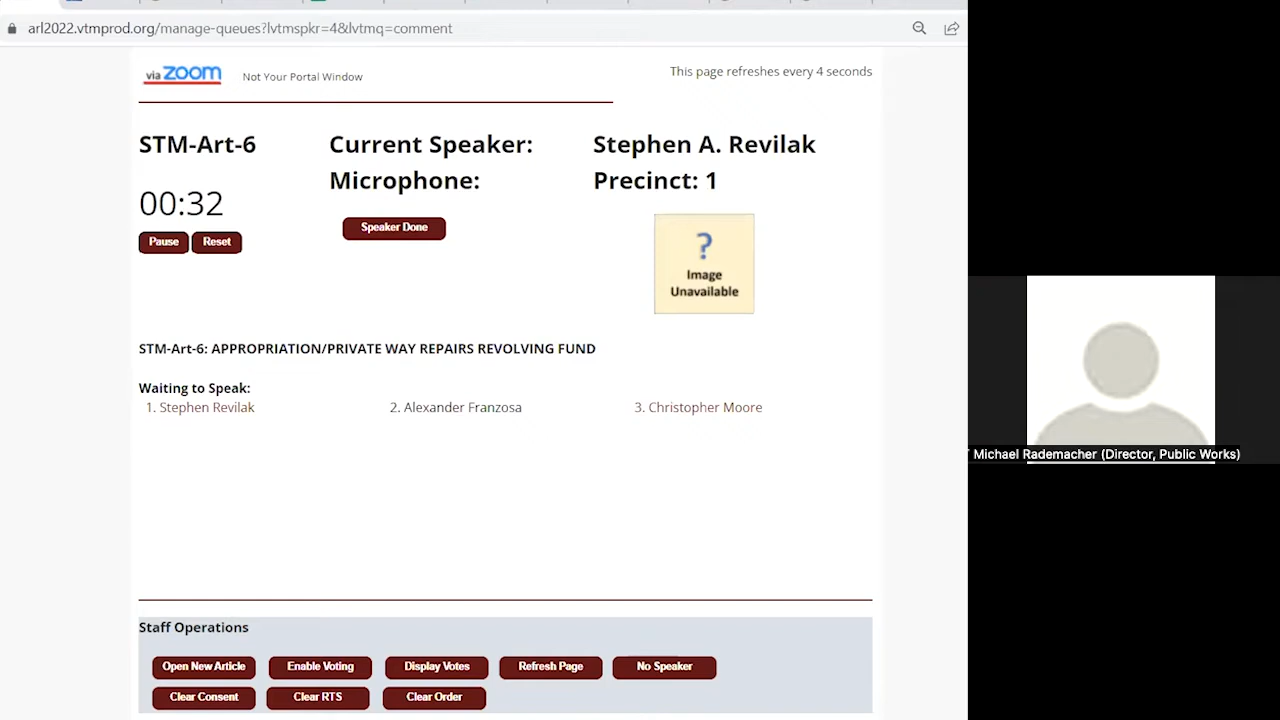 arl2022.vtmprod.org/manage-queues?lvtmspkr=4&lvtmq=comment
via zoom Not Your Portal Window This page refreshes every 4 seconds
STM-Art-6 Current Speaker: Stephen A. Revilak
Microphone: Precinct: 1
00:32
Speaker Done
Pause Reset
?
Image
Unavailable
STM-Art-6: APPROPRIATION/PRIVATE WAY REPAIRS REVOLVING FUND
Waiting to Speak:
1. Stephen Revilak 2. Alexander Franzosa 3. Christopher Moore
Michael Rademacher (Director, Public Works)
Staff Operations
Open New Article Enable Voting Display Votes Refresh Page No Speaker
Clear Consent Clear RTS Clear Order